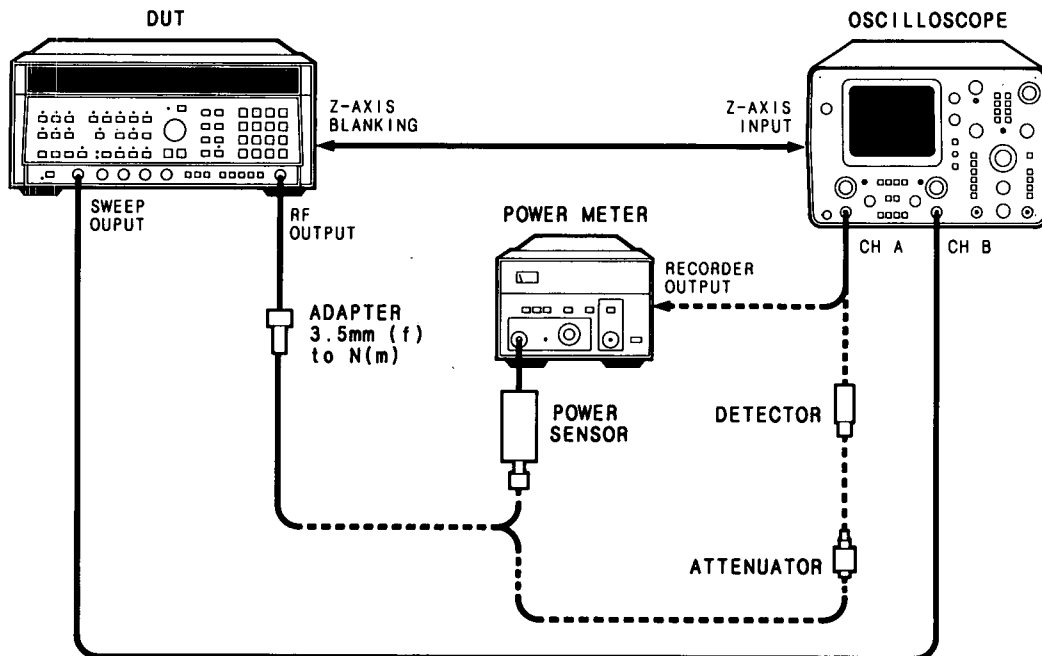 DUT
OSCILLOSCOPE
Z-AXIS
BLANKING
Z-AXIS
INPUT
SWEEP
OUPUT
RF
OUTPUT
POWER METER
CH A
CH B
RECORDER
OUTPUT
ADAPTER
3.5mm (f)
to N(m)
POWER
SENSOR
DETECTOR
ATTENUATOR